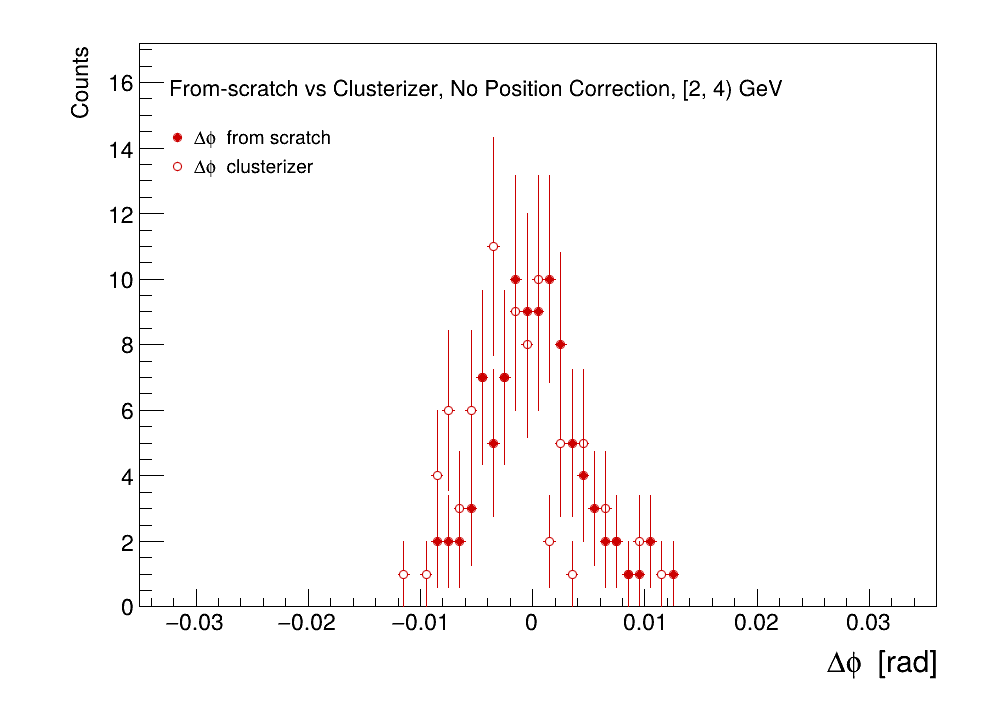 Counts
From-scratch vs Clusterizer, No Position Correction, [2, 4) GeV
Δϕ from scratch
Δϕ clusterizer
16
14
12
10
8
6
4
2
0
−0.03 −0.02 −0.01 0 0.01 0.02 0.03
Δϕ [rad]